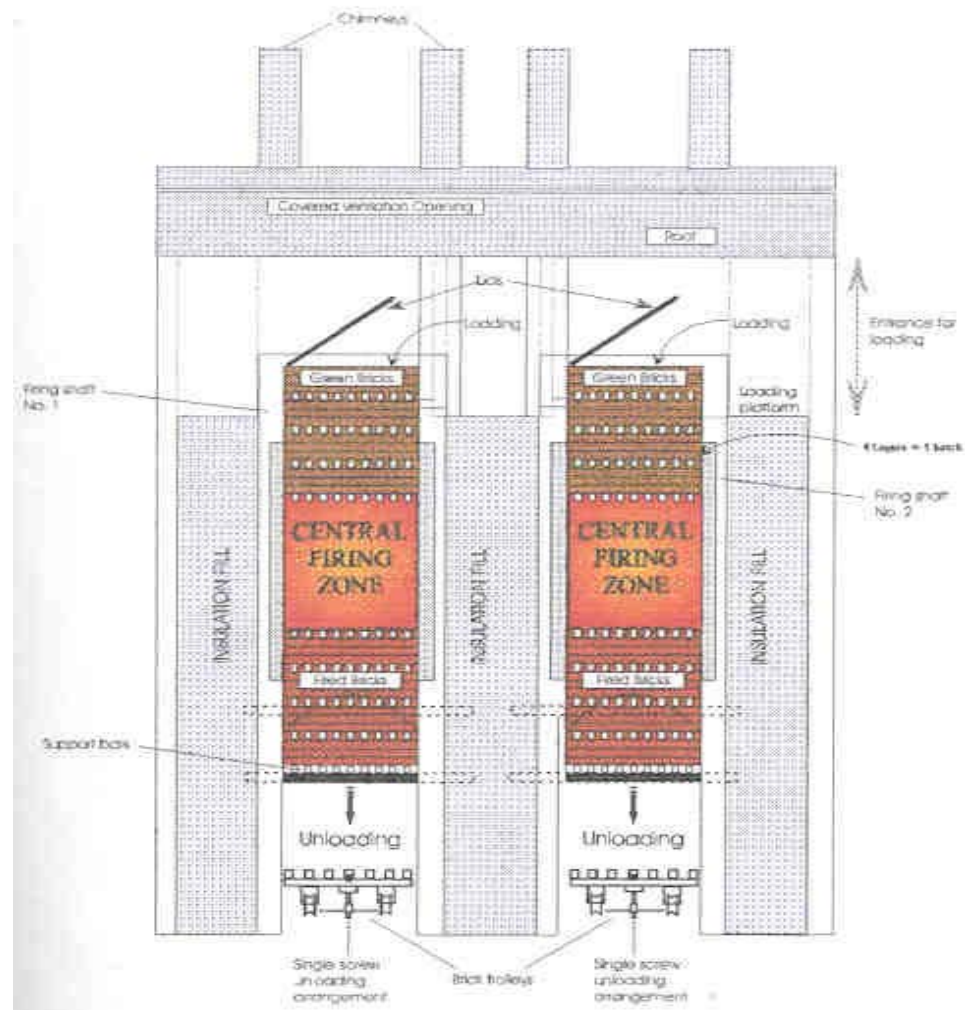 Chimneys
Covered Ventilation Opening
Roof
Lids
Loading
Loading
Entrance for
loading
Green Bricks
Green Bricks
Firing shaft
No. 1
Loading
platform
4 Layers = 1 batch
Firing shaft
No. 2
CENTRAL
FIRING
ZONE
CENTRAL
FIRING
ZONE
INSULATION FILL
INSULATION FILL
INSULATION FILL
Fired Bricks
Fired Bricks
Support bars
Unloading
Unloading
Single screw
unloading
arrangement
Brick trolleys
Single screw
unloading
arrangement